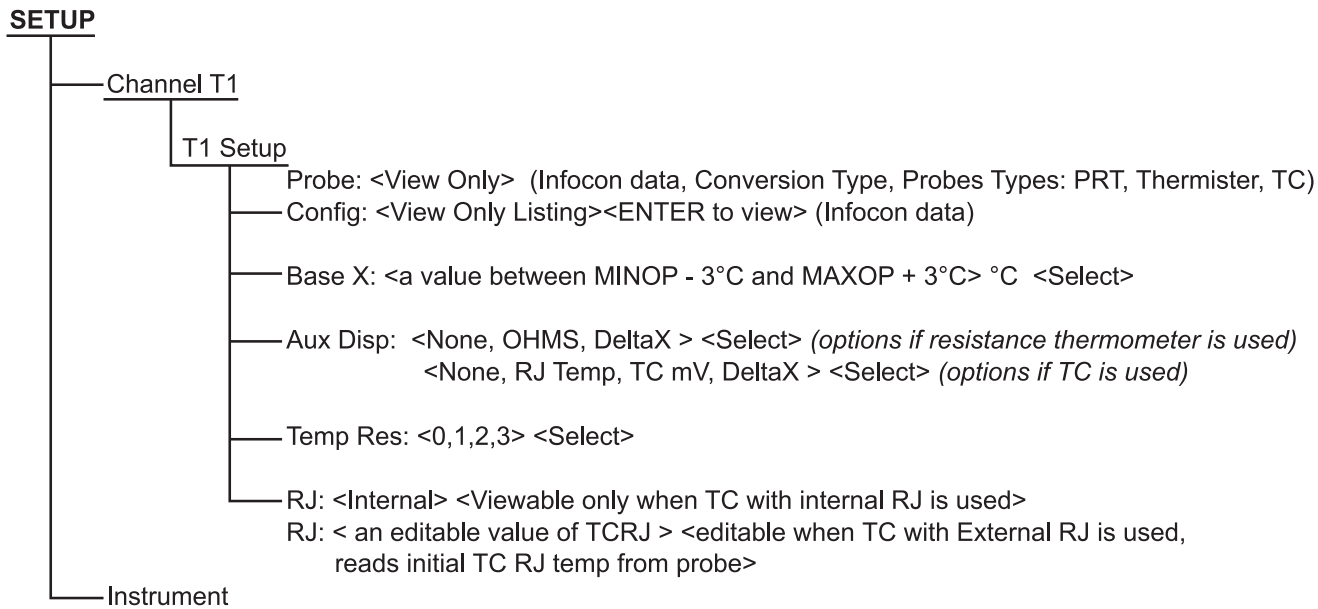 SETUP
Channel T1
T1 Setup
Probe: <View Only> (Infocon data, Conversion Type, Probes Types: PRT, Thermister, TC)
Config: <View Only Listing><ENTER to view> (Infocon data)
Base X: <a value between MINOP - 3°C and MAXOP + 3°C> °C <Select>
Aux Disp: <None, OHMS, DeltaX > <Select> (options if resistance thermometer is used)
<None, RJ Temp, TC mV, DeltaX > <Select> (options if TC is used)
Temp Res: <0,1,2,3> <Select>
RJ: <Internal> <Viewable only when TC with internal RJ is used>
RJ: < an editable value of TCRJ > <editable when TC with External RJ is used,
reads initial TC RJ temp from probe>
Instrument